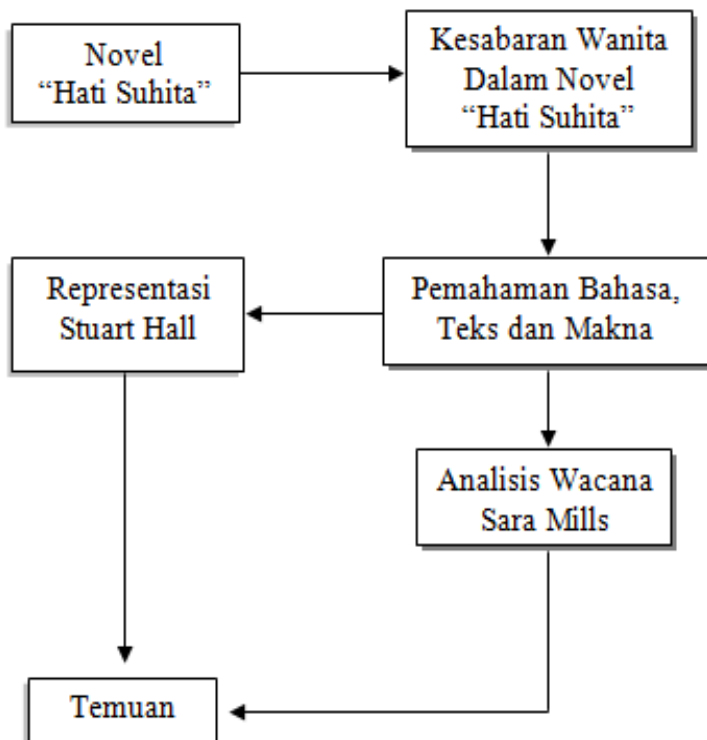 Novel
“Hati Suhita”
Kesabaran Wanita
Dalam Novel
“Hati Suhita”
Representasi
Stuart Hall
Pemahaman Bahasa,
Teks dan Makna
Analisis Wacana
Sara Mills
Temuan